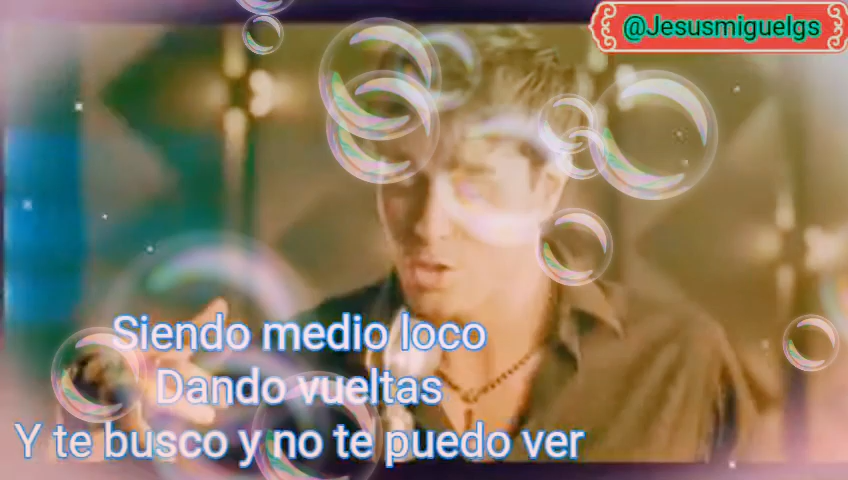 @Jesusmiguelgs
Siendo medio loco
Dando vueltas
Y te busco y no te puedo ver